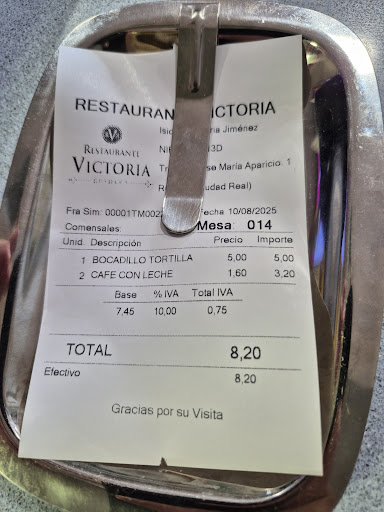 RESTAURAN VICTORIA
Isi ria Jiménez
RESTAURANTE
VICTORIA
NI 3D
T se María Aparicio. 1
R udad Real)
Fra Sim: 00001TM002 Fecha 10/08/2025
Comensales: Mesa 014
Unid. Descripción Precio Importe
1 BOCADILLO TORTILLA 5,00 5,00
2 CAFE CON LECHE 1,60 3,20
Base % IVA Total IVA
7,45 10,00 0,75
TOTAL 8,20
Efectivo 8,20
Gracias por su Visita